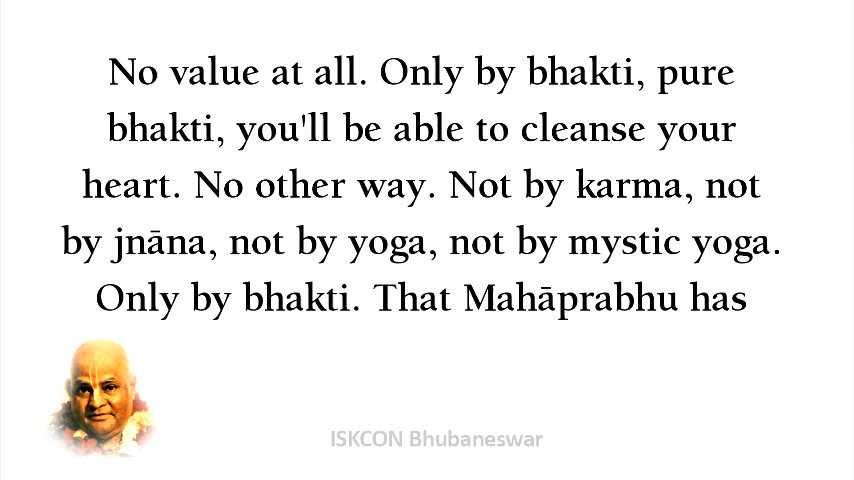 No value at all. Only by bhakti, pure
bhakti, you'll be able to cleanse your
heart. No other way. Not by karma, not
by jnāna, not by yoga, not by mystic yoga.
Only by bhakti. That Mahāprabhu has
ISKCON Bhubaneswar